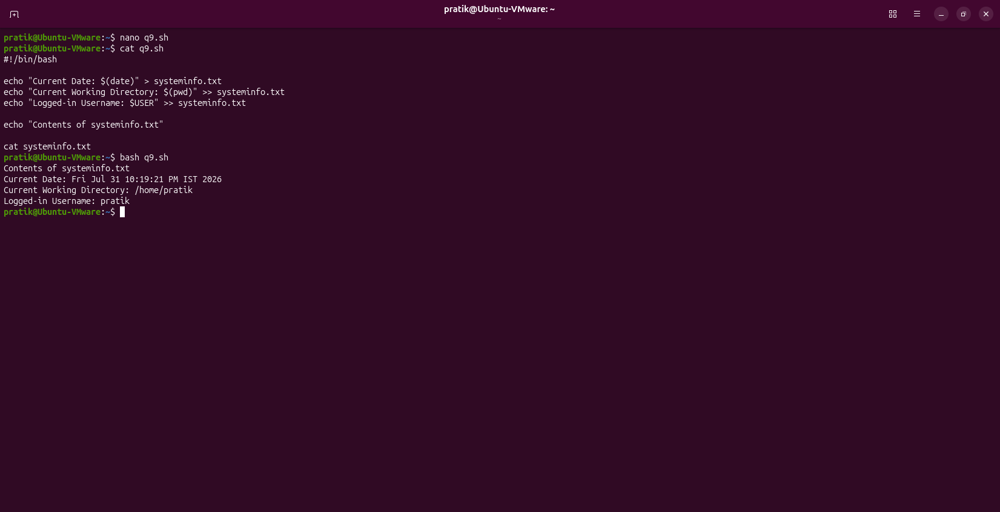 pratik@Ubuntu-VMware: ~
~
pratik@Ubuntu-VMware:~$ nano q9.sh
pratik@Ubuntu-VMware:~$ cat q9.sh
#!/bin/bash

echo "Current Date: $(date)" > systeminfo.txt
echo "Current Working Directory: $(pwd)" >> systeminfo.txt
echo "Logged-in Username: $USER" >> systeminfo.txt

echo "Contents of systeminfo.txt"

cat systeminfo.txt
pratik@Ubuntu-VMware:~$ bash q9.sh
Contents of systeminfo.txt
Current Date: Fri Jul 31 10:19:21 PM IST 2026
Current Working Directory: /home/pratik
Logged-in Username: pratik
pratik@Ubuntu-VMware:~$